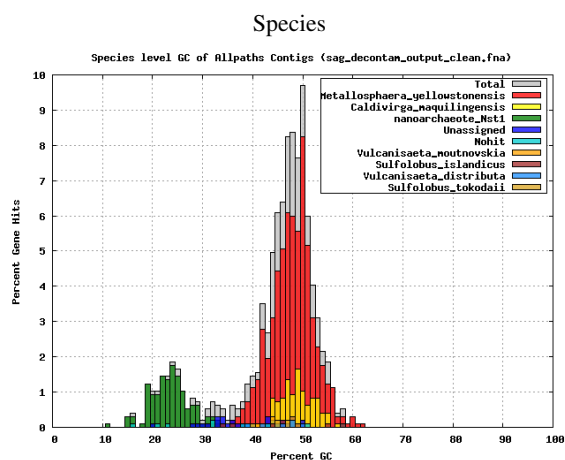 Species
Species level GC of Allpaths Contigs (sag_decontam_output_clean.fna)
10
9
8
7
6
5
4
3
2
1
0
Percent Gene Hits
Total
Metallosphaera_yellowstonensis
Caldivirga_maquilingensis
nanoarchaeote_Nst1
Unassigned
Nohit
Vulcanisaeta_moutnovskia
Sulfolobus_islandicus
Vulcanisaeta_distributa
Sulfolobus_tokodaii
0 10 20 30 40 50 60 70 80 90 100
Percent GC